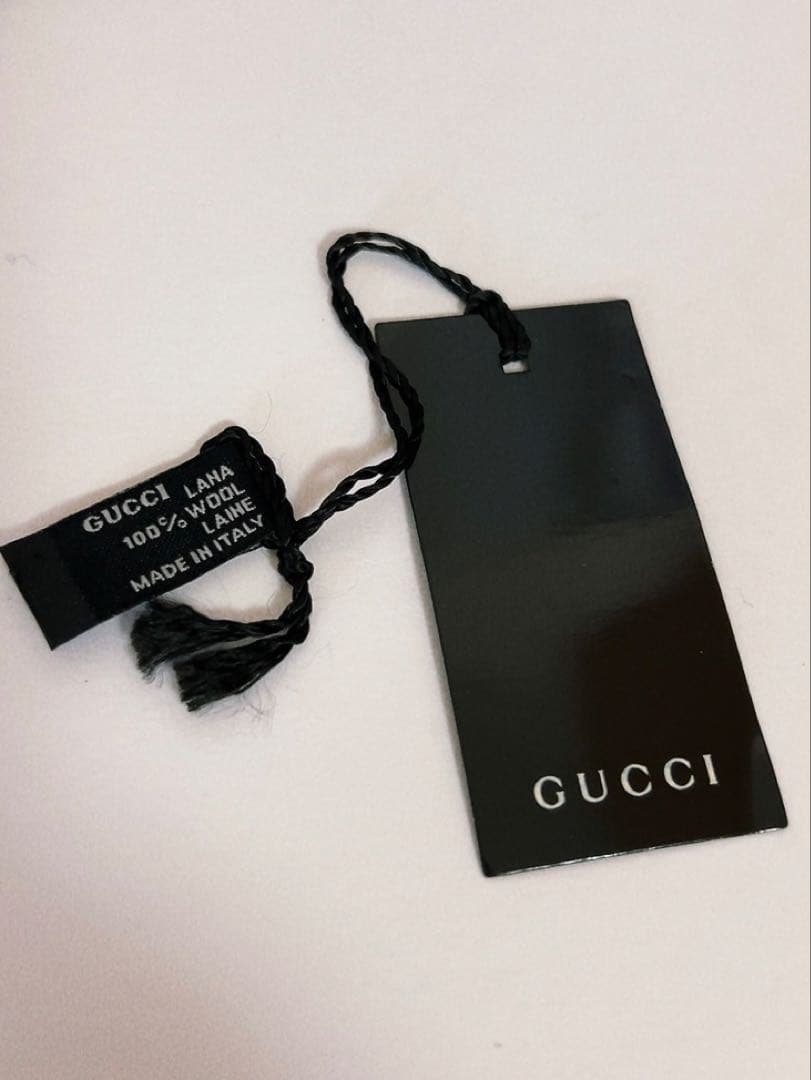 GUCCI LANA
100% WOOL
LAINE
MADE IN ITALY
GUCCI